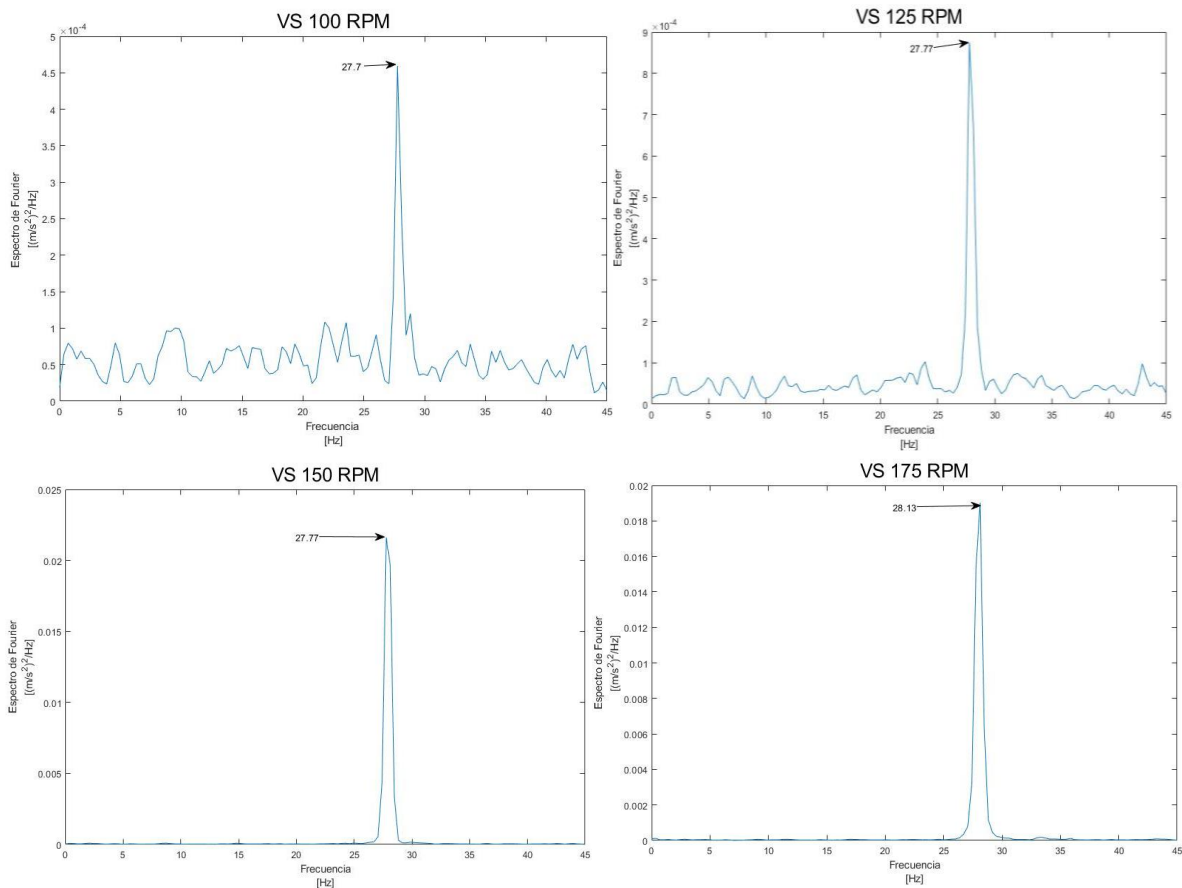 VS 100 RPM
×10⁻⁴
5
4.5
4
3.5
3
2.5
2
1.5
1
0.5
0
27.7
0 5 10 15 20 25 30 35 40 45
Espectro de Fourier
[(m/s²)²/Hz]
Frecuencia
[Hz]
VS 125 RPM
×10⁻⁴
9
8
7
6
5
4
3
2
1
0
27.77
0 5 10 15 20 25 30 35 40 45
Espectro de Fourier
[(m/s²)²/Hz]
Frecuencia
[Hz]
VS 150 RPM
0.025
0.02
0.015
0.01
0.005
0
27.77
0 5 10 15 20 25 30 35 40 45
Espectro de Fourier
[(m/s²)²/Hz]
Frecuencia
[Hz]
VS 175 RPM
0.02
0.018
0.016
0.014
0.012
0.01
0.008
0.006
0.004
0.002
0
28.13
0 5 10 15 20 25 30 35 40 45
Espectro de Fourier
[(m/s²)²/Hz]
Frecuencia
[Hz]